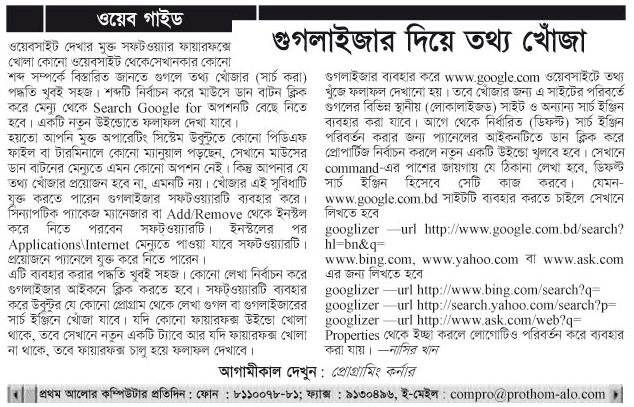 ওয়েব গাইড
গুগলাইজার দিয়ে তথ্য খোঁজা
ওয়েবসাইট দেখার মুক্ত সফটওয়্যার ফায়ারফক্সে
খোলা কোনো ওয়েবসাইট থেকেসেখানকার কোনো
শব্দ সম্পর্কে বিস্তারিত জানতে গুগলে তথ্য খোঁজার (সার্চ করা)
পদ্ধতি খুবই সহজ। শব্দটি নির্বাচন করে মাউসে ডান বাটন ক্লিক
করে মেন্যু থেকে Search Google for অপশনটি বেছে নিতে
হবে। একটি নতুন উইন্ডোতে ফলাফল দেখা যাবে।
হয়তো আপনি মুক্ত অপারেটিং সিস্টেম উবুন্টুতে কোনো পিডিএফ
ফাইল বা টারমিনালে কোনো ম্যানুয়াল পড়ছেন, সেখানে মাউসের
ডান বাটনের মেন্যুতে এমন কোনো অপশন নেই। কিন্তু আপনার যে
তথ্য খোঁজার প্রয়োজন হবে না, এমনটি নয়। খোঁজার এই সুবিধাটি
যুক্ত করতে পারেন গুগলাইজার সফটওয়্যারটি ব্যবহার করে।
সিন্যাপটিক প্যাকেজ ম্যানেজার বা Add/Remove থেকে ইনস্টল
করে নিতে পারবেন সফট্ওয়্যারটি। ইনস্টলের পর
Applications\Internet মেন্যুতে পাওয়া যাবে সফটওয়্যারটি।
প্রয়োজনে প্যানেলে যুক্ত করে নিতে পারেন।
এটি ব্যবহার করার পদ্ধতি খুবই সহজ। কোনো লেখা নির্বাচন করে
গুগলাইজার আইকনে ক্লিক করতে হবে। সফট্ওয়্যারটি ব্যবহার
করে উবুন্টুর যে কোনো প্রোগ্রাম থেকে লেখা গুগল বা গুগলাইজারের
সার্চ ইঞ্জিনে খোঁজা যাবে। যদি কোনো ফায়ারফক্স উইন্ডো খোলা
থাকে, তবে সেখানে নতুন একটি ট্যাবে আর যদি ফায়ারফক্স খোলা
না থাকে, তবে ফায়ারফক্স চালু হয়ে ফলাফল দেখাবে।
গুগলাইজার ব্যবহার করে www.google.com ওয়েবসাইটে তথ্য
খুঁজে ফলাফল দেখানো হয়। তবে খোঁজার জন্য এ সাইটের পরিবর্তে
গুগলের বিভিন্ন স্থানীয় (লোকালাইজড) সাইট ও অন্যান্য সার্চ ইঞ্জিন
ব্যবহার করা যাবে। আগে থেকে নির্ধারিত (ডিফল্ট) সার্চ ইঞ্জিন
পরিবর্তন করার জন্য প্যানেলের আইকনটিতে ডান ক্লিক করে
প্রোপার্টিজ নির্বাচন করলে নতুন একটি উইন্ডো খুলবে হবে। সেখানে
command-এর পাশের জায়গায় যে ঠিকানা লেখা হবে, ডিফল্ট
সার্চ ইঞ্জিন হিসেবে সেটি কাজ করবে। যেমন-
www.google.com.bd সাইটটি ব্যবহার করতে চাইলে সেখানে
লিখতে হবে
googlizer —url http://www.google.com.bd/search?
hl=bn&q=
www.bing.com, www.yahoo.com বা www.ask.com
এর জন্য লিখতে হবে
googlizer —url http://www.bing.com/search?q=
googlizer —url http://search.yahoo.com/search?p=
googlizer —url http://www.ask.com/web?q=
Properties থেকে ইচ্ছা করলে লোগোটিও পরিবর্তন করে ব্যবহার
করা যায়। —নাসির খান
আগামীকাল দেখুন : প্রোগ্রামিং কর্নার
প্রথম আলোর কম্পিউটার প্রতিদিন : ফোন : ৮১১০০৭৮-৮১; ফ্যাক্স : ৯১৩০৪৯৬, ই-মেইল : compro@prothom-alo.com